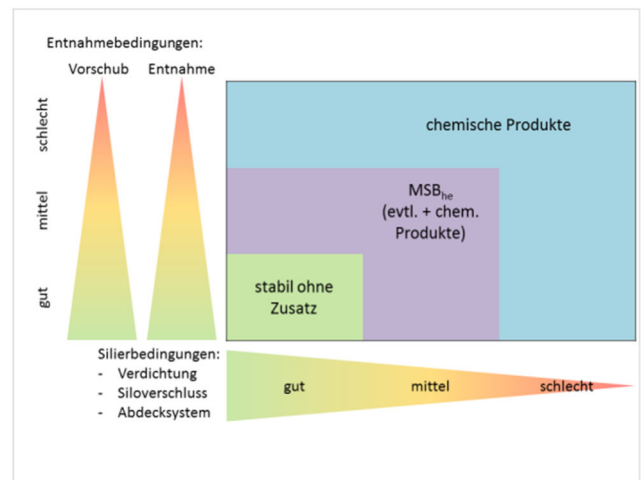 Entnahmebedingungen:
Vorschub Entnahme
schlecht
mittel
gut
chemische Produkte
MSBhe
(evtl. + chem.
Produkte)
stabil ohne
Zusatz
Silierbedingungen:
- Verdichtung
- Siloverschluss
- Abdecksystem
gut mittel schlecht